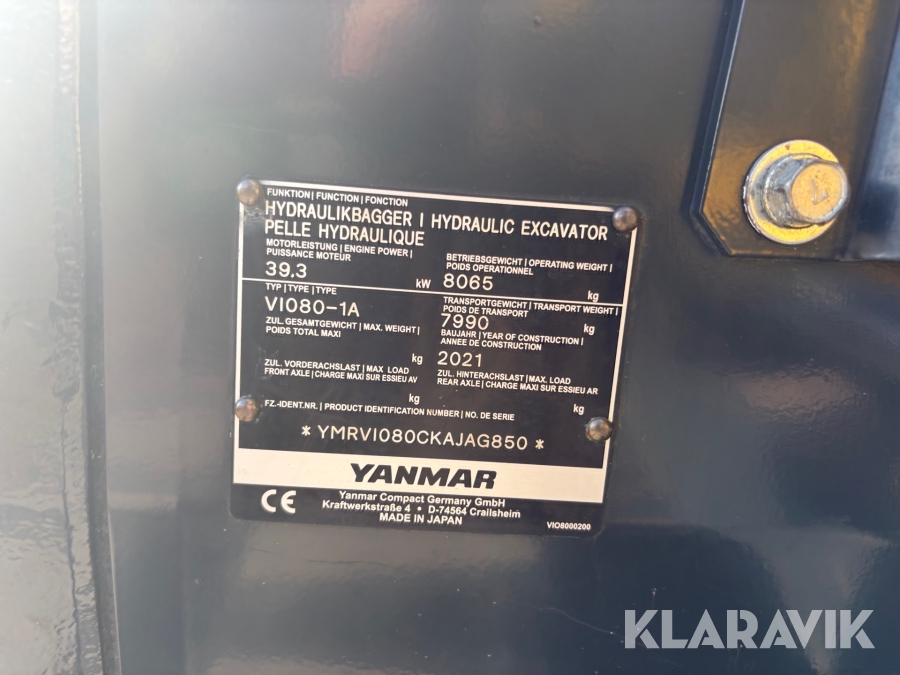 FUNKTION | FUNCTION | FONCTION
HYDRAULIKBAGGER I HYDRAULIC EXCAVATOR
PELLE HYDRAULIQUE
MOTORLEISTUNG | ENGINE POWER |
PUISSANCE MOTEUR
39,3 kW
BETRIEBSGEWICHT | OPERATING WEIGHT |
POIDS OPERATIONNEL
8065 kg
TYP | TYPE | TYPE
VI080-1A
TRANSPORTGEWICHT | TRANSPORT WEIGHT |
POIDS DE TRANSPORT
7990 kg
ZUL. GESAMTGEWICHT | MAX. WEIGHT |
POIDS TOTAL MAXI
kg
BAUJAHR | YEAR OF CONSTRUCTION |
ANNEE DE CONSTRUCTION
2021
ZUL. VORDERACHSLAST | MAX. LOAD
FRONT AXLE | CHARGE MAXI SUR ESSIEU AV
kg
ZUL. HINTERACHSLAST | MAX. LOAD
REAR AXLE | CHARGE MAXI SUR ESSIEU AR
kg
FZ.-IDENT.NR. | PRODUCT IDENTIFICATION NUMBER | NO. DE SERIE
* YMRVI080CKAJAG850 *
YANMAR
CE
Yanmar Compact Germany GmbH
Kraftwerkstraße 4 • D-74564 Crailsheim
MADE IN JAPAN
VIO8000200
KLARAVIK